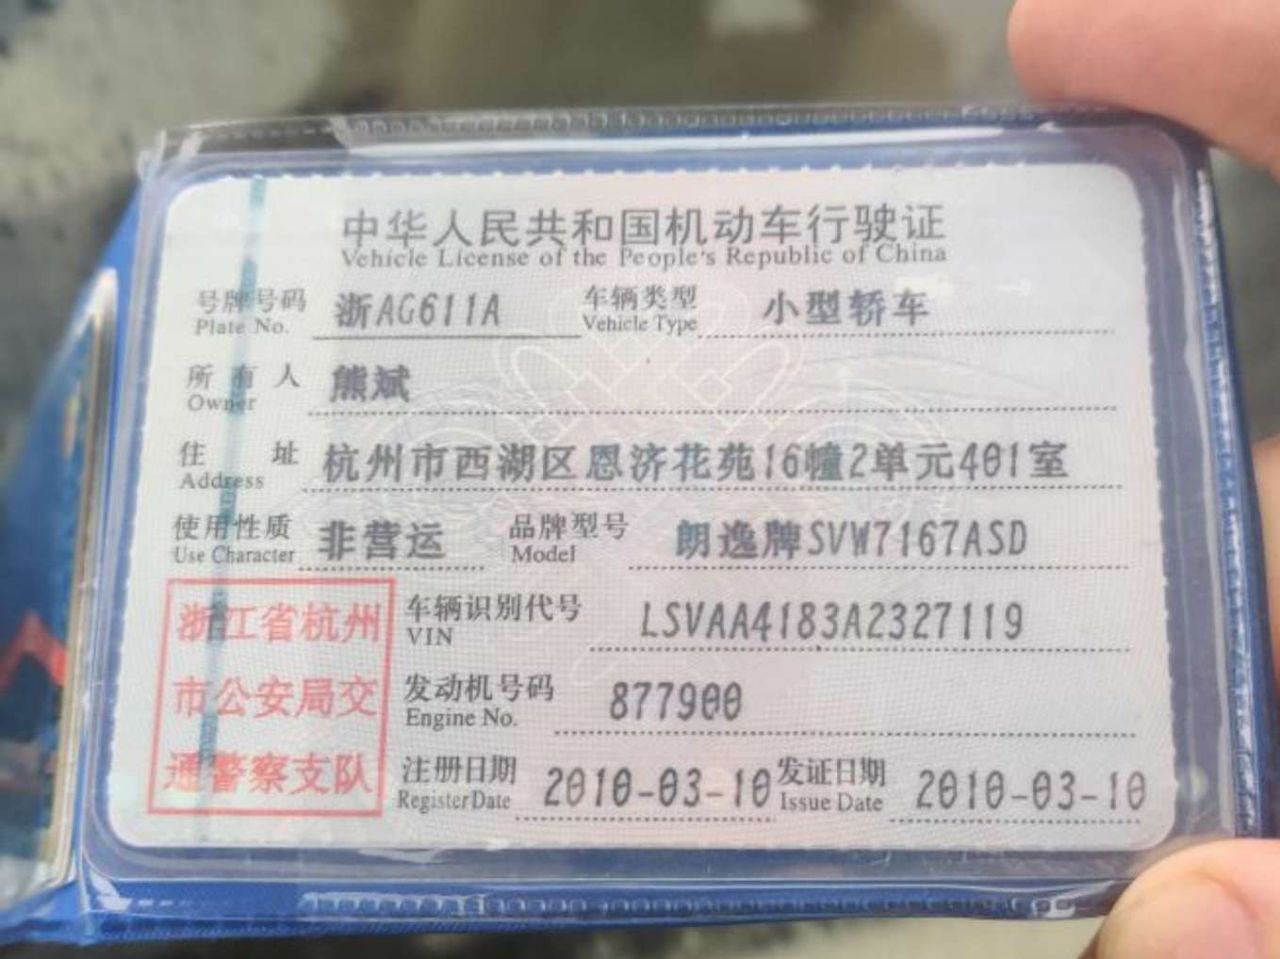 中华人民共和国机动车行驶证
Vehicle License of the People's Republic of China
号牌号码 浙AG611A 车辆类型 小型轿车
Plate No. Vehicle Type
所有人 熊斌
Owner
住址 杭州市西湖区恩济花苑16幢2单元401室
Address
使用性质 非营运 品牌型号 朗逸牌SVW7167ASD
Use Character Model
浙江省杭州
市公安局交
通警察支队
车辆识别代号 LSVAA4183A2327119
VIN
发动机号码 877900
Engine No.
注册日期 2010-03-10 发证日期 2010-03-10
Register Date Issue Date